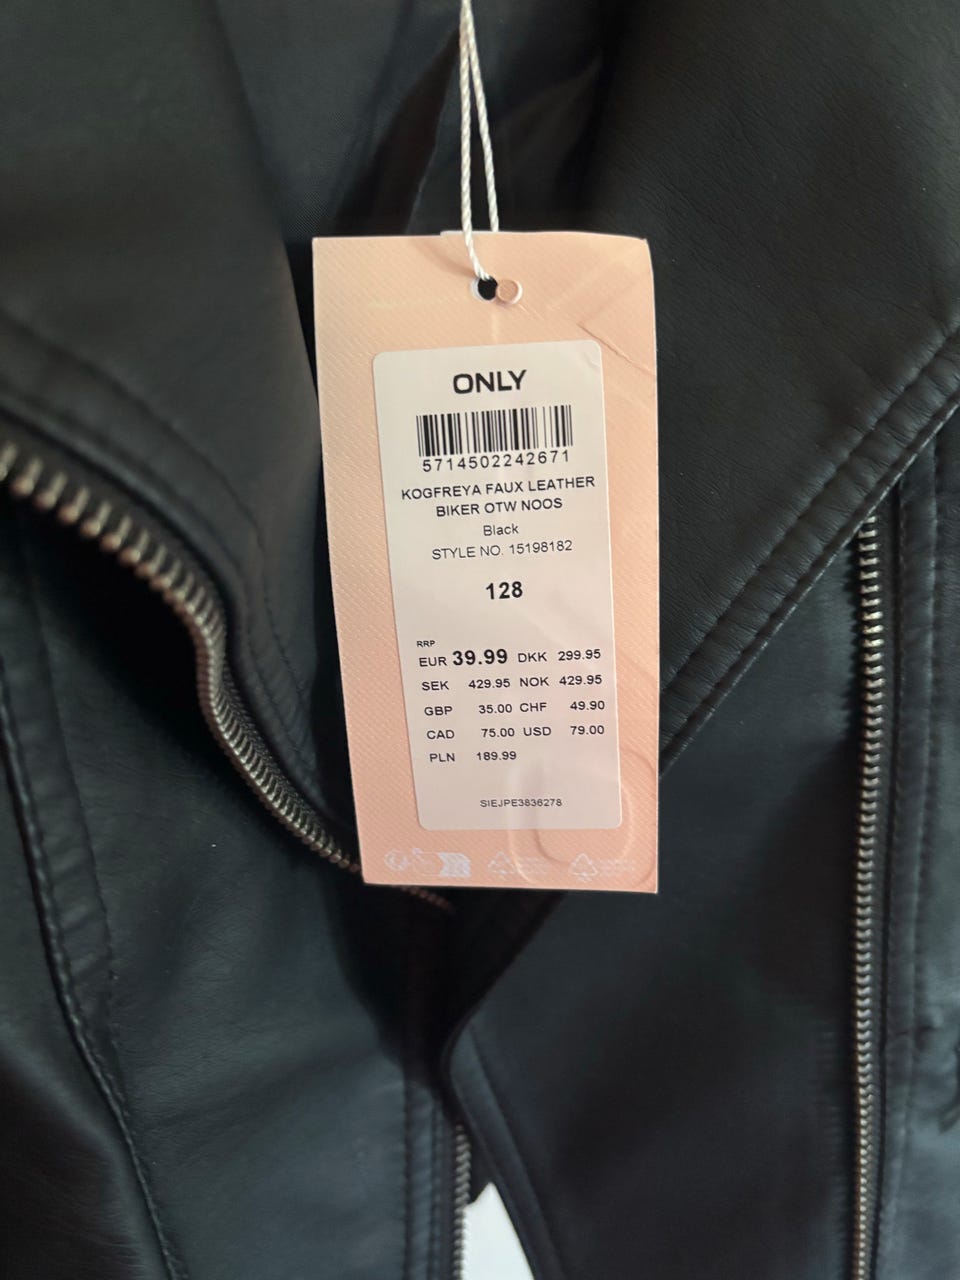 ONLY
5714502242671
KOGFREYA FAUX LEATHER
BIKER OTW NOOS
Black
STYLE NO. 15198182
128
RRP
EUR 39.99 DKK 299.95
SEK 429.95 NOK 429.95
GBP 35.00 CHF 49.90
CAD 75.00 USD 79.00
PLN 189.99
SIEJPE3836278